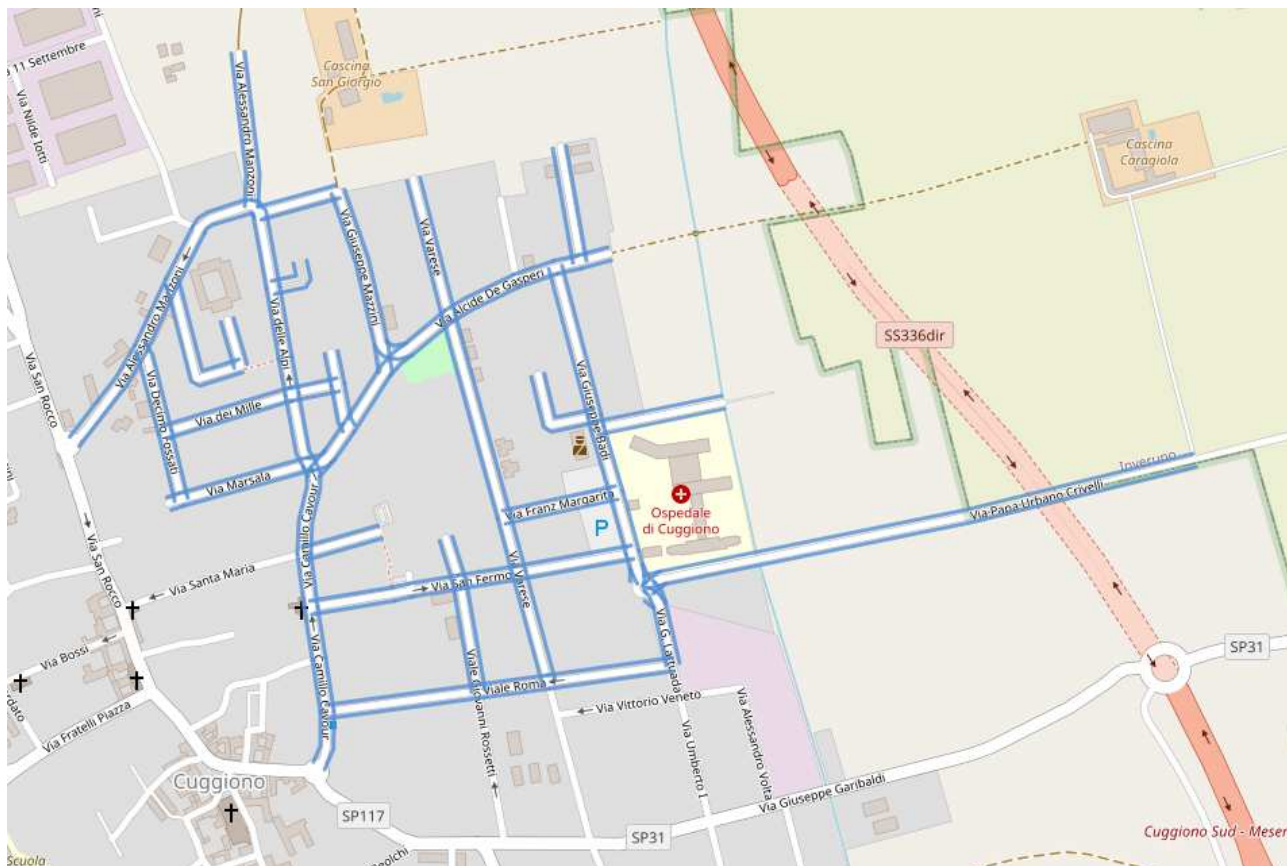 11 Settembre
Via Nilde Iotti
Cascina
San Giorgio
Via Alessandro Manzoni
Cascina
Caragiola
Via Giuseppe Mazzini
Via Varese
Via Alcide De Gasperi
Via Alessandro Manzoni
Via delle Alpi
SS336dir
Via San Rocco
Via Decimo Fossati
Via dei Mille
Via Giuseppe Badi
Via Marsala
Inveruno
Via Franz Margarita
Ospedale
di Cuggiono
P
Via Papa Urbano Crivelli
Via Camillo Cavour
Via San Rocco
Via Santa Maria
Via San Fermo
Via Varese
Via Bossi
Via Camillo Cavour
Via G. Lattuada
SP31
Viale Roma
Viale Giovanni Rossetti
Via Vittorio Veneto
Via Fratelli Piazza
Via Alessandro Volta
Via Umberto I
Cuggiono
Via Giuseppe Garibaldi
SP117
SP31
Cuggiono Sud - Meser
Scuola